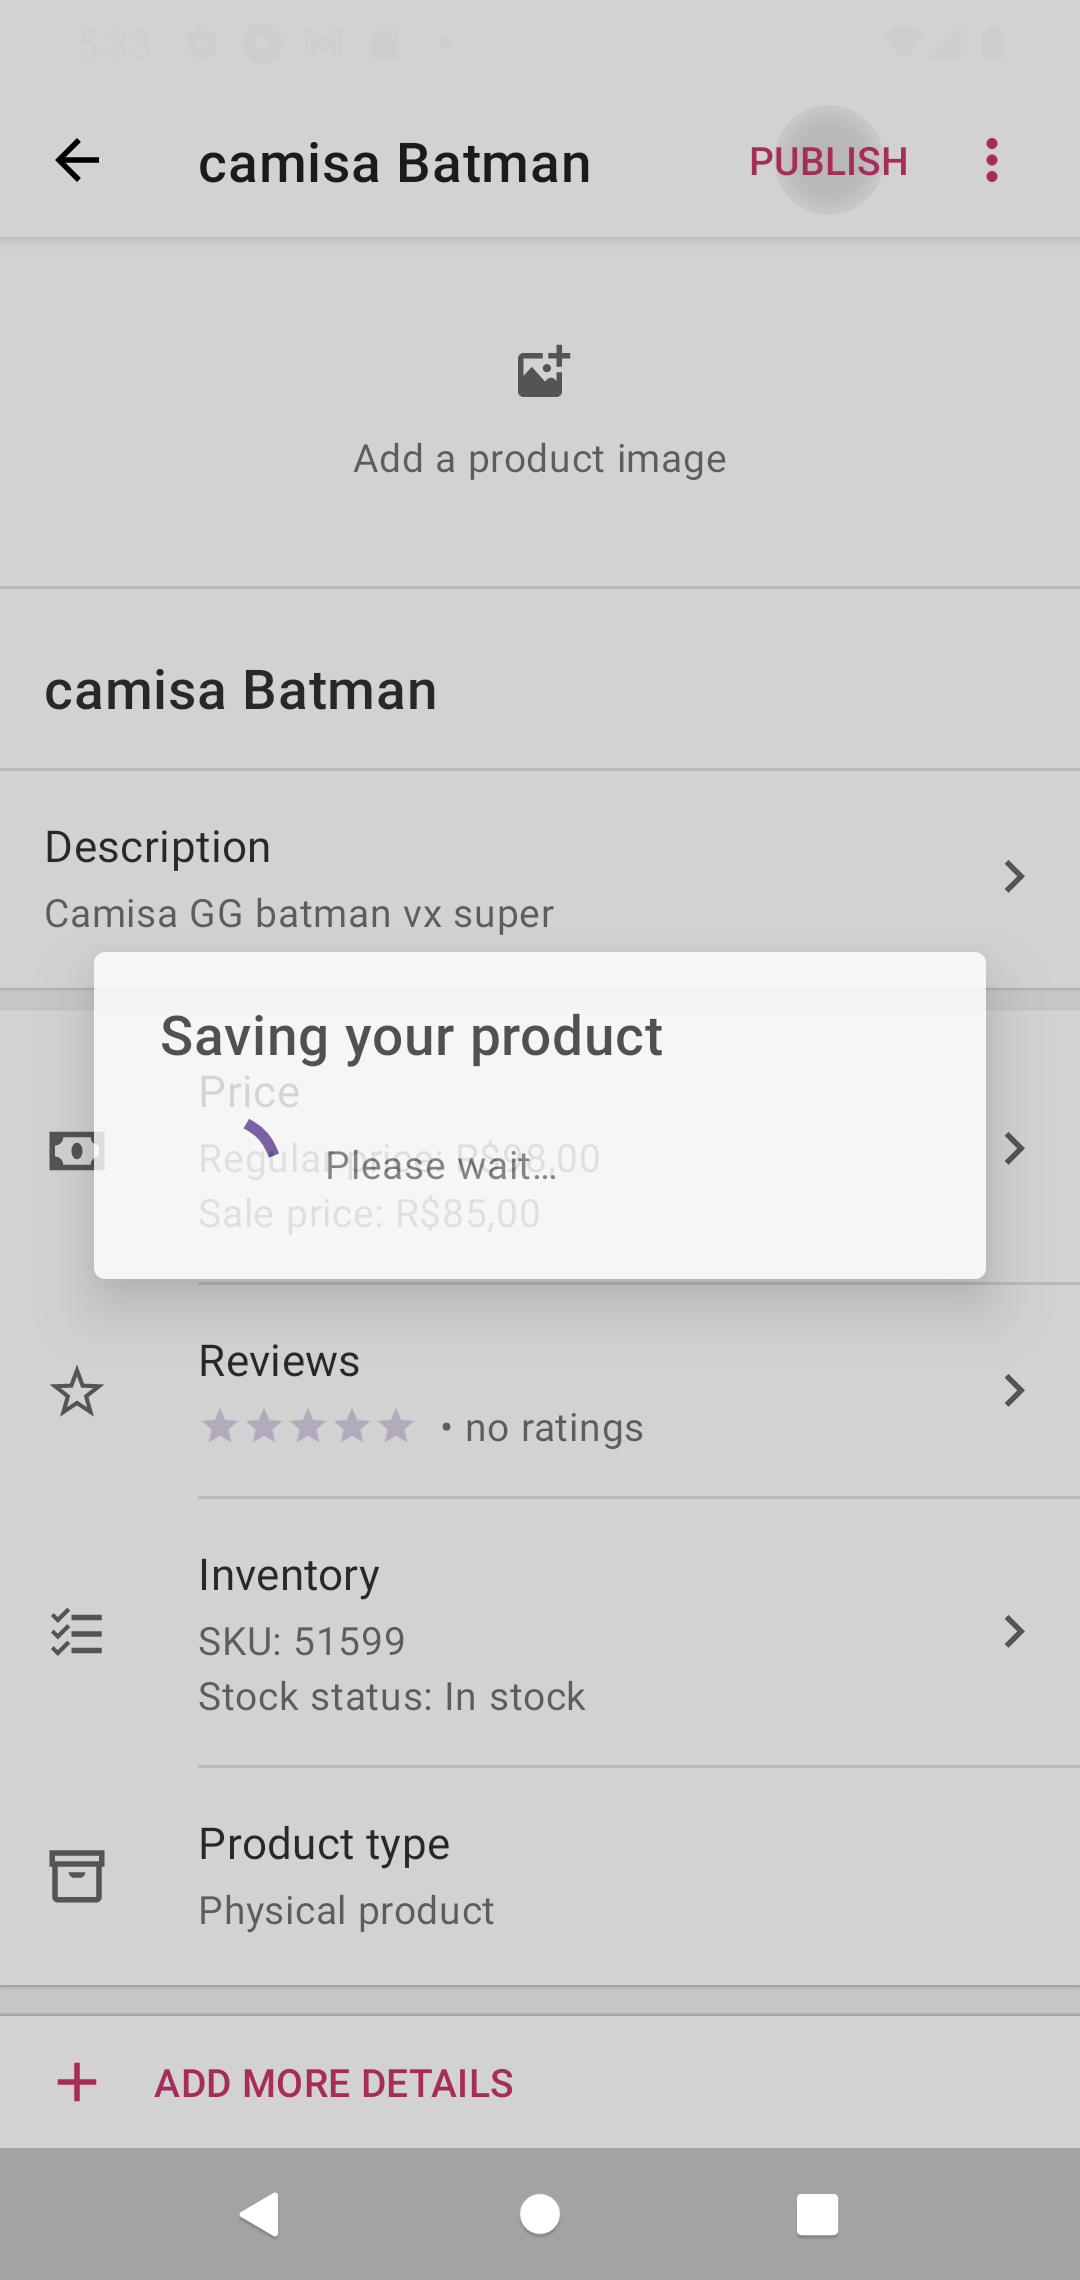 5:33
camisa Batman
PUBLISH
Add a product image
camisa Batman
Description
Camisa GG batman vx super
Saving your product
Price
Regular price: R$98,00
Please wait...
Sale price: R$85,00
Reviews
• no ratings
Inventory
SKU: 51599
Stock status: In stock
Product type
Physical product
ADD MORE DETAILS